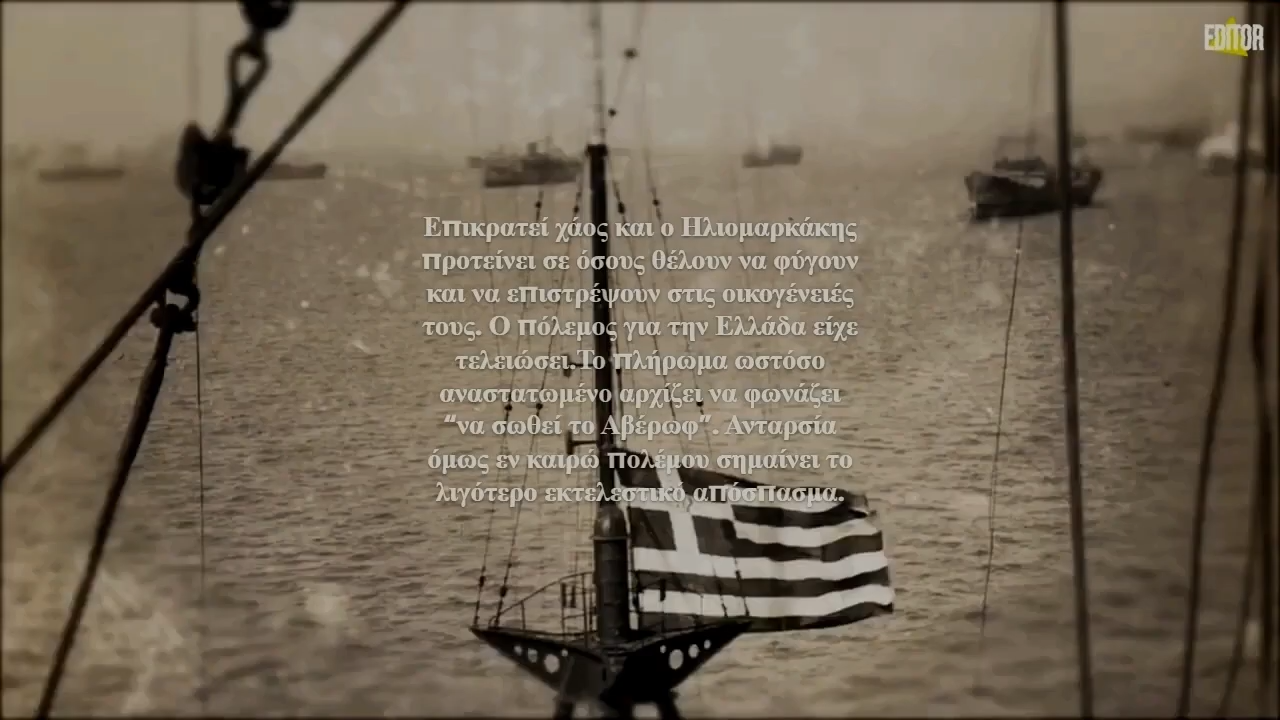 EDITOR
Επικρατεί χάος και ο Ηλιομαρκάκης
προτείνει σε όσους θέλουν να φύγουν
και να επιστρέψουν στις οικογένειές
τους. Ο πόλεμος για την Ελλάδα είχε
τελειώσει.Το πλήρωμα ωστόσο
αναστατωμένο αρχίζει να φωνάζει
“να σωθεί το Αβέρωφ”. Ανταρσία
όμως εν καιρώ πολέμου σημαίνει το
λιγότερο εκτελεστικό απόσπασμα.